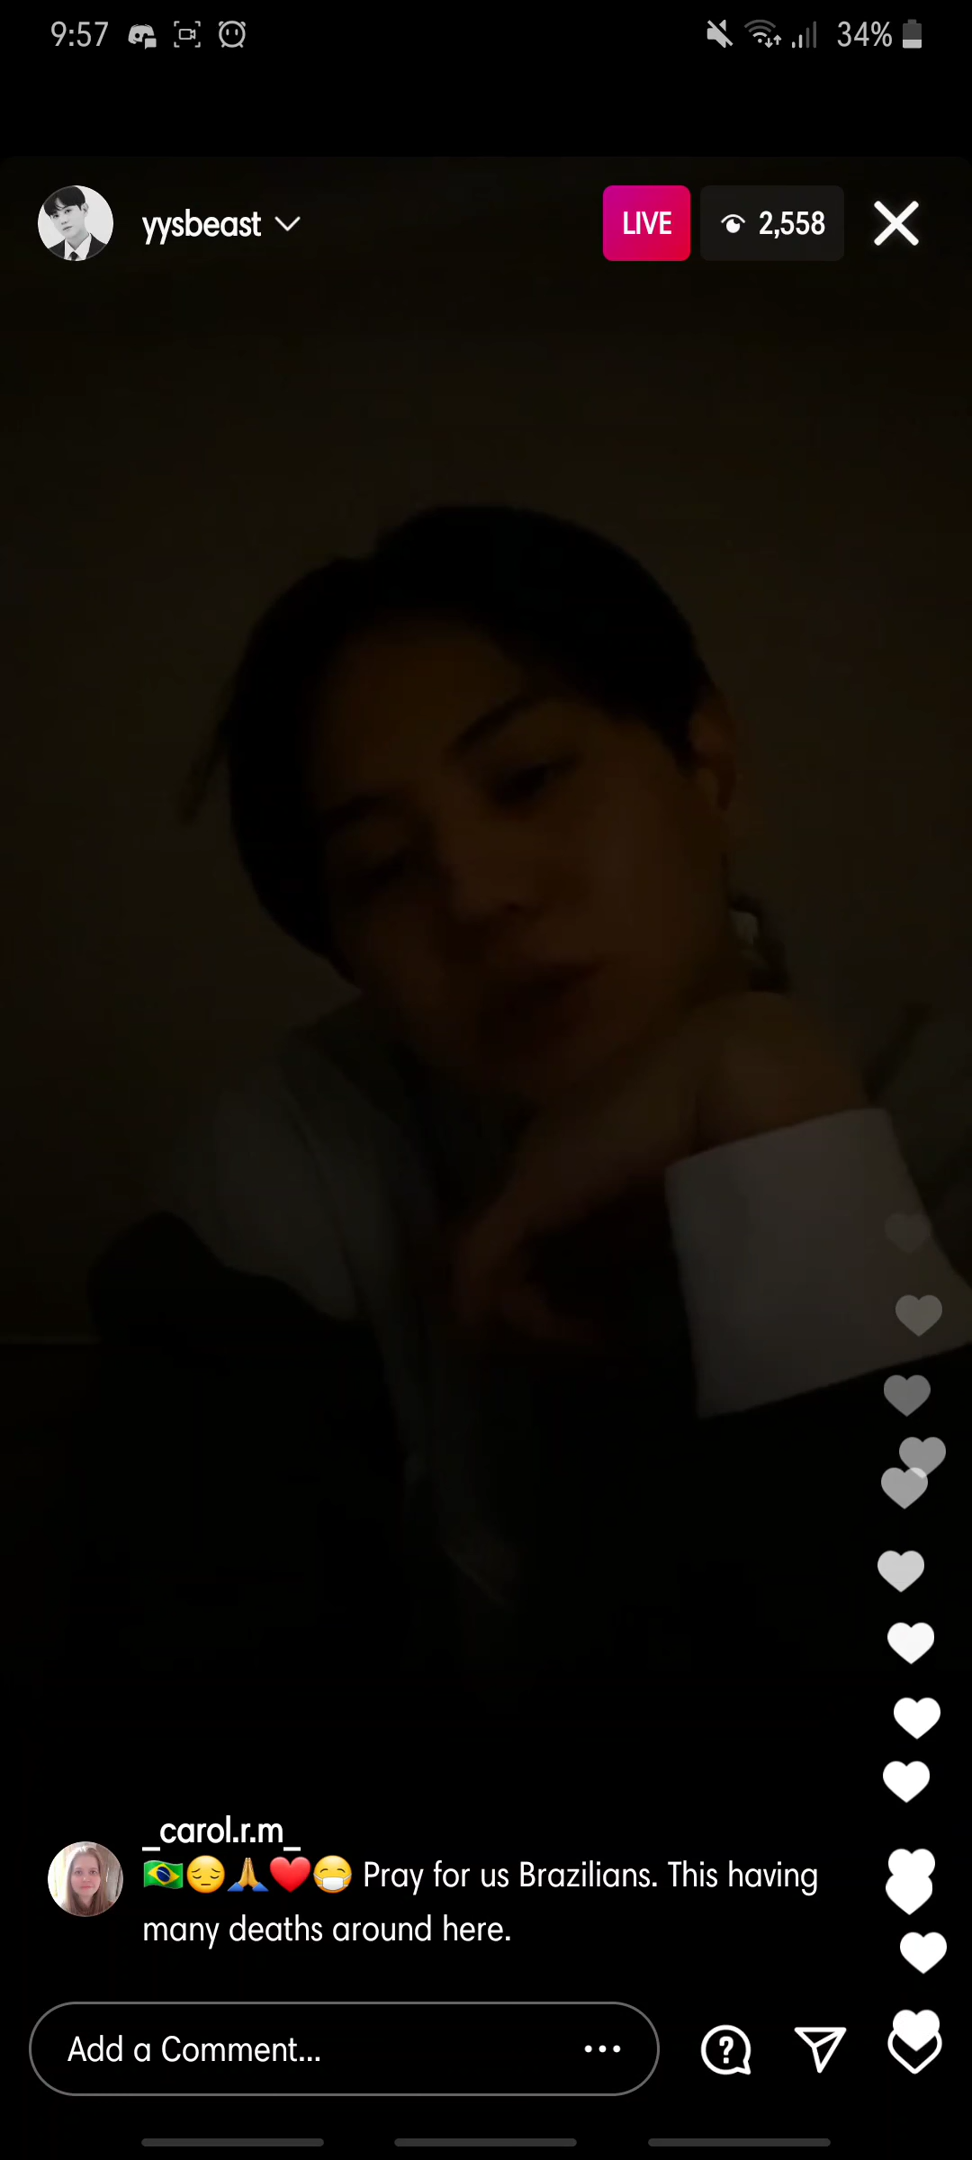 9:57 34%
yysbeast LIVE 2,558
_carol.r.m_
🇧🇷😔🙏❤️😷 Pray for us Brazilians. This having
many deaths around here.
Add a Comment...